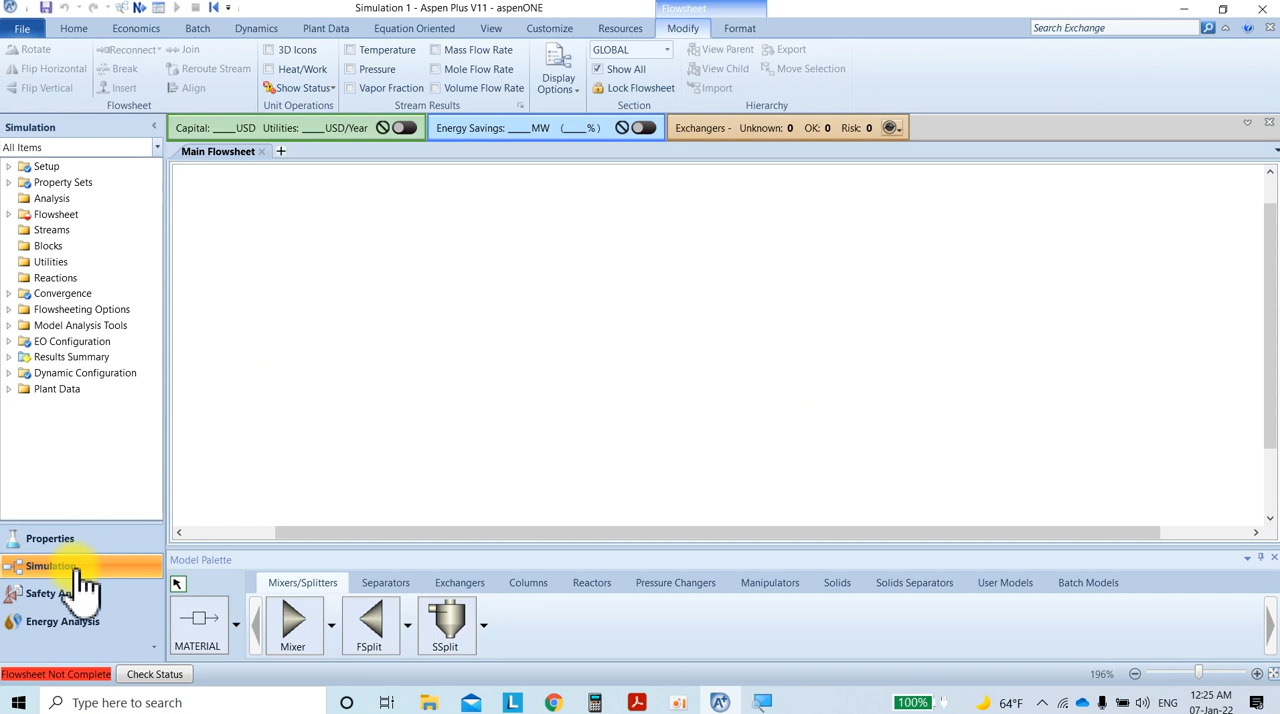 Simulation 1 - Aspen Plus V11 - aspenONE
Flowsheet
File Home Economics Batch Dynamics Plant Data Equation Oriented View Customize Resources Modify Format Search Exchange
Rotate Reconnect Join 3D Icons Temperature Mass Flow Rate GLOBAL View Parent Export
Flip Horizontal Break Reroute Stream Heat/Work Pressure Mole Flow Rate Show All View Child Move Selection
Flip Vertical Insert Align Show Status Vapor Fraction Volume Flow Rate Display Options Lock Flowsheet Import
Flowsheet Unit Operations Stream Results Section Hierarchy
Simulation
Capital: ____USD Utilities: ____USD/Year Energy Savings: ____MW (____%) Exchangers - Unknown: 0 OK: 0 Risk: 0
All Items
Main Flowsheet
Setup
Property Sets
Analysis
Flowsheet
Streams
Blocks
Utilities
Reactions
Convergence
Flowsheeting Options
Model Analysis Tools
EO Configuration
Results Summary
Dynamic Configuration
Plant Data
Properties
Simulation
Safety An
Energy Analysis
Model Palette
Mixers/Splitters Separators Exchangers Columns Reactors Pressure Changers Manipulators Solids Solids Separators User Models Batch Models
MATERIAL Mixer FSplit SSplit
Flowsheet Not Complete Check Status 196%
Type here to search
100% 64°F ENG
12:25 AM
07-Jan-22